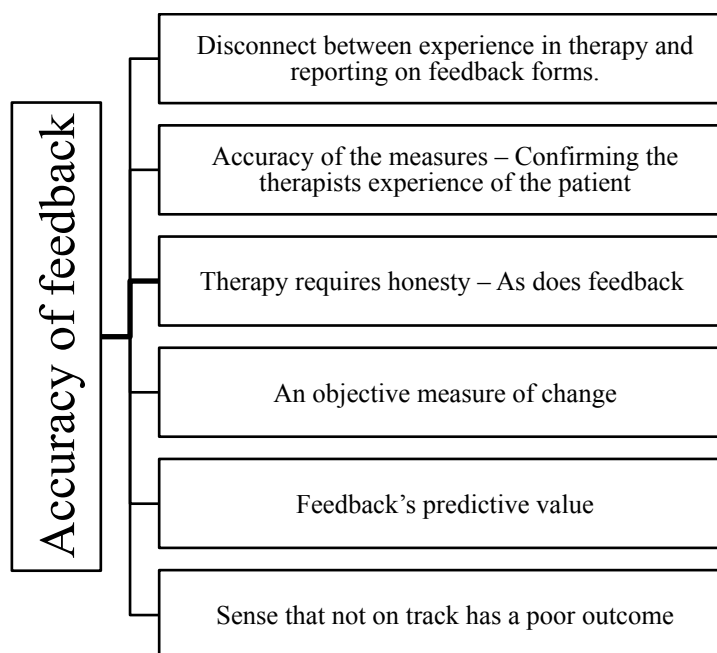 Accuracy of feedback
Disconnect between experience in therapy and
reporting on feedback forms.
Accuracy of the measures – Confirming the
therapists experience of the patient
Therapy requires honesty – As does feedback
An objective measure of change
Feedback’s predictive value
Sense that not on track has a poor outcome